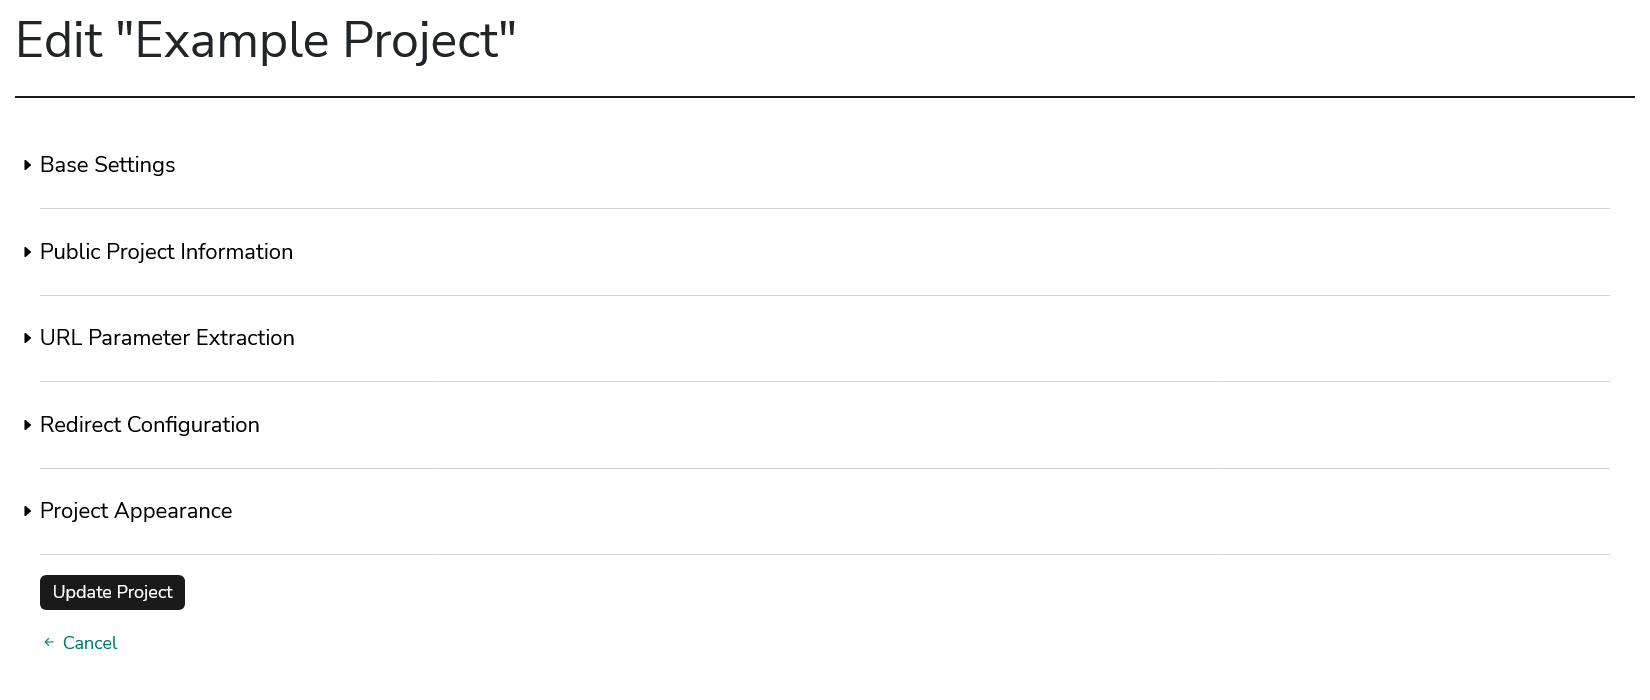 Edit "Example Project"
Base Settings
Public Project Information
URL Parameter Extraction
Redirect Configuration
Project Appearance
Update Project
← Cancel